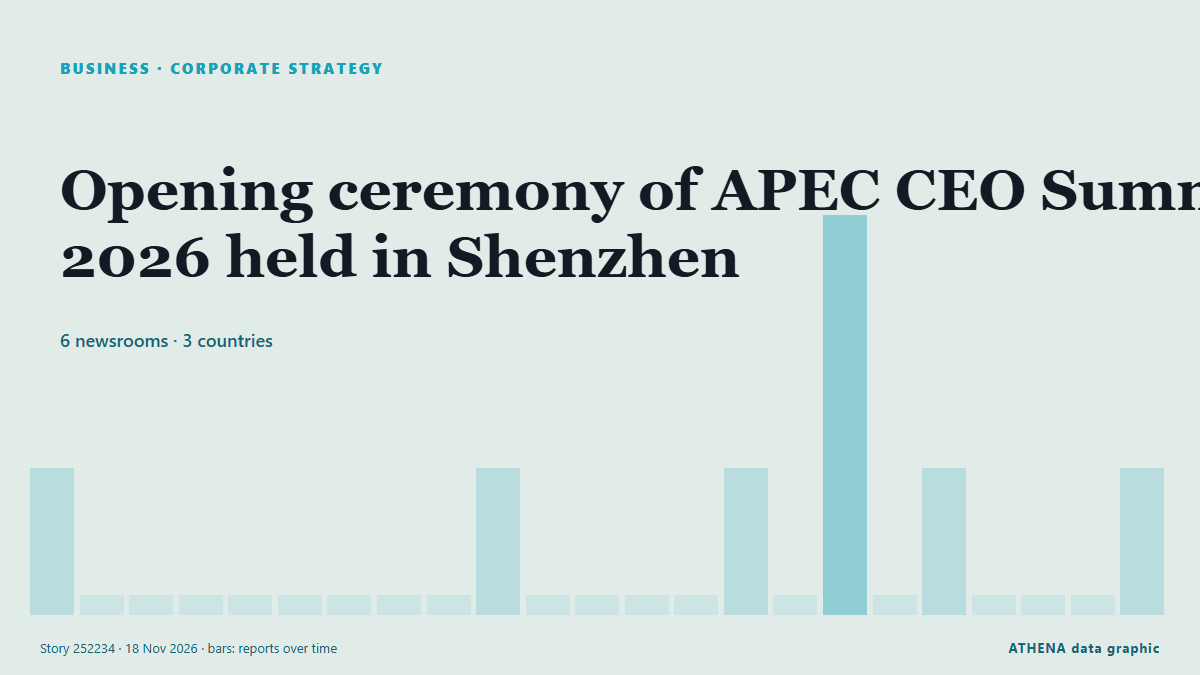 BUSINESS · CORPORATE STRATEGY
Opening ceremony of APEC CEO
2026 held in Shenzhen
6 newsrooms · 3 countries
Story 252234 · 18 Nov 2026 · bars: reports over time
ATHENA data graphic